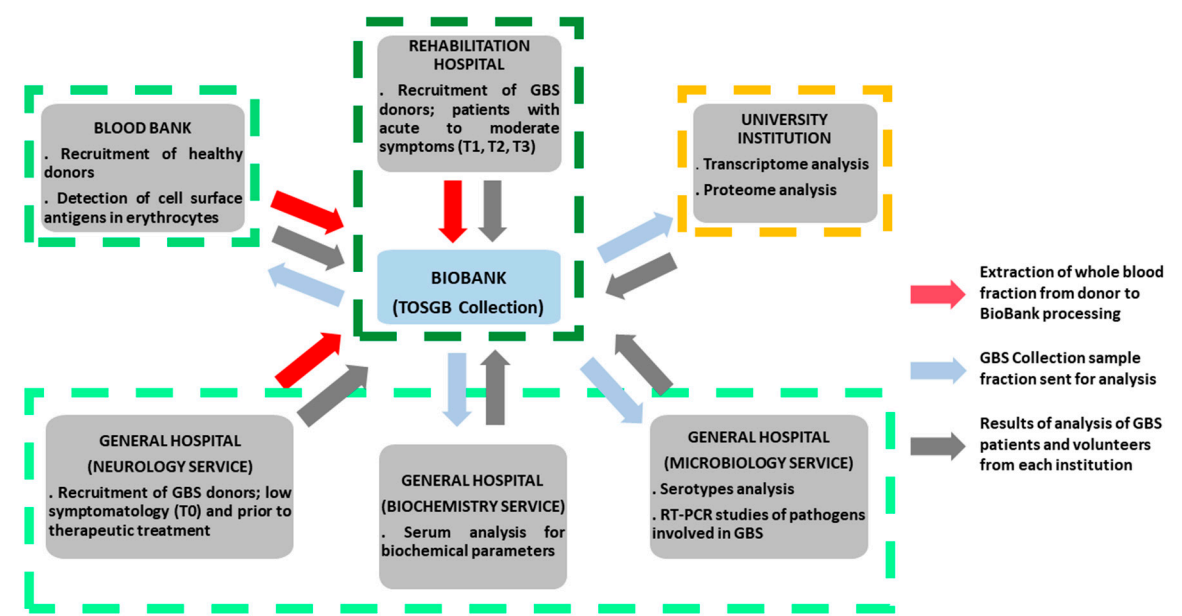 REHABILITATION
HOSPITAL
. Recruitment of GBS
donors; patients with
acute to moderate
symptoms (T1, T2, T3)
BLOOD BANK
. Recruitment of healthy
donors
. Detection of cell surface
antigens in erythrocytes
UNIVERSITY
INSTITUTION
. Transcriptome analysis
. Proteome analysis
BIOBANK
(TOSGB Collection)
Extraction of whole blood
fraction from donor to
BioBank processing
GBS Collection sample
fraction sent for analysis
Results of analysis of GBS
patients and volunteers
from each institution
GENERAL HOSPITAL
(NEUROLOGY SERVICE)
. Recruitment of GBS donors; low
symptomatology (T0) and prior to
therapeutic treatment
GENERAL HOSPITAL
(BIOCHEMISTRY SERVICE)
. Serum analysis for
biochemical parameters
GENERAL HOSPITAL
(MICROBIOLOGY SERVICE)
. Serotypes analysis
. RT-PCR studies of pathogens
involved in GBS